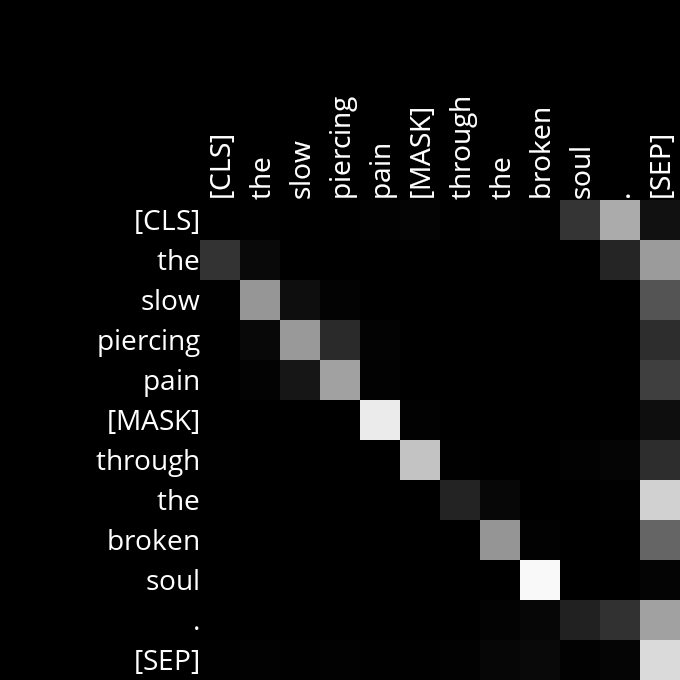 [CLS] the slow piercing pain [MASK] through the broken soul . [SEP]
[CLS]
the
slow
piercing
pain
[MASK]
through
the
broken
soul
.
[SEP]